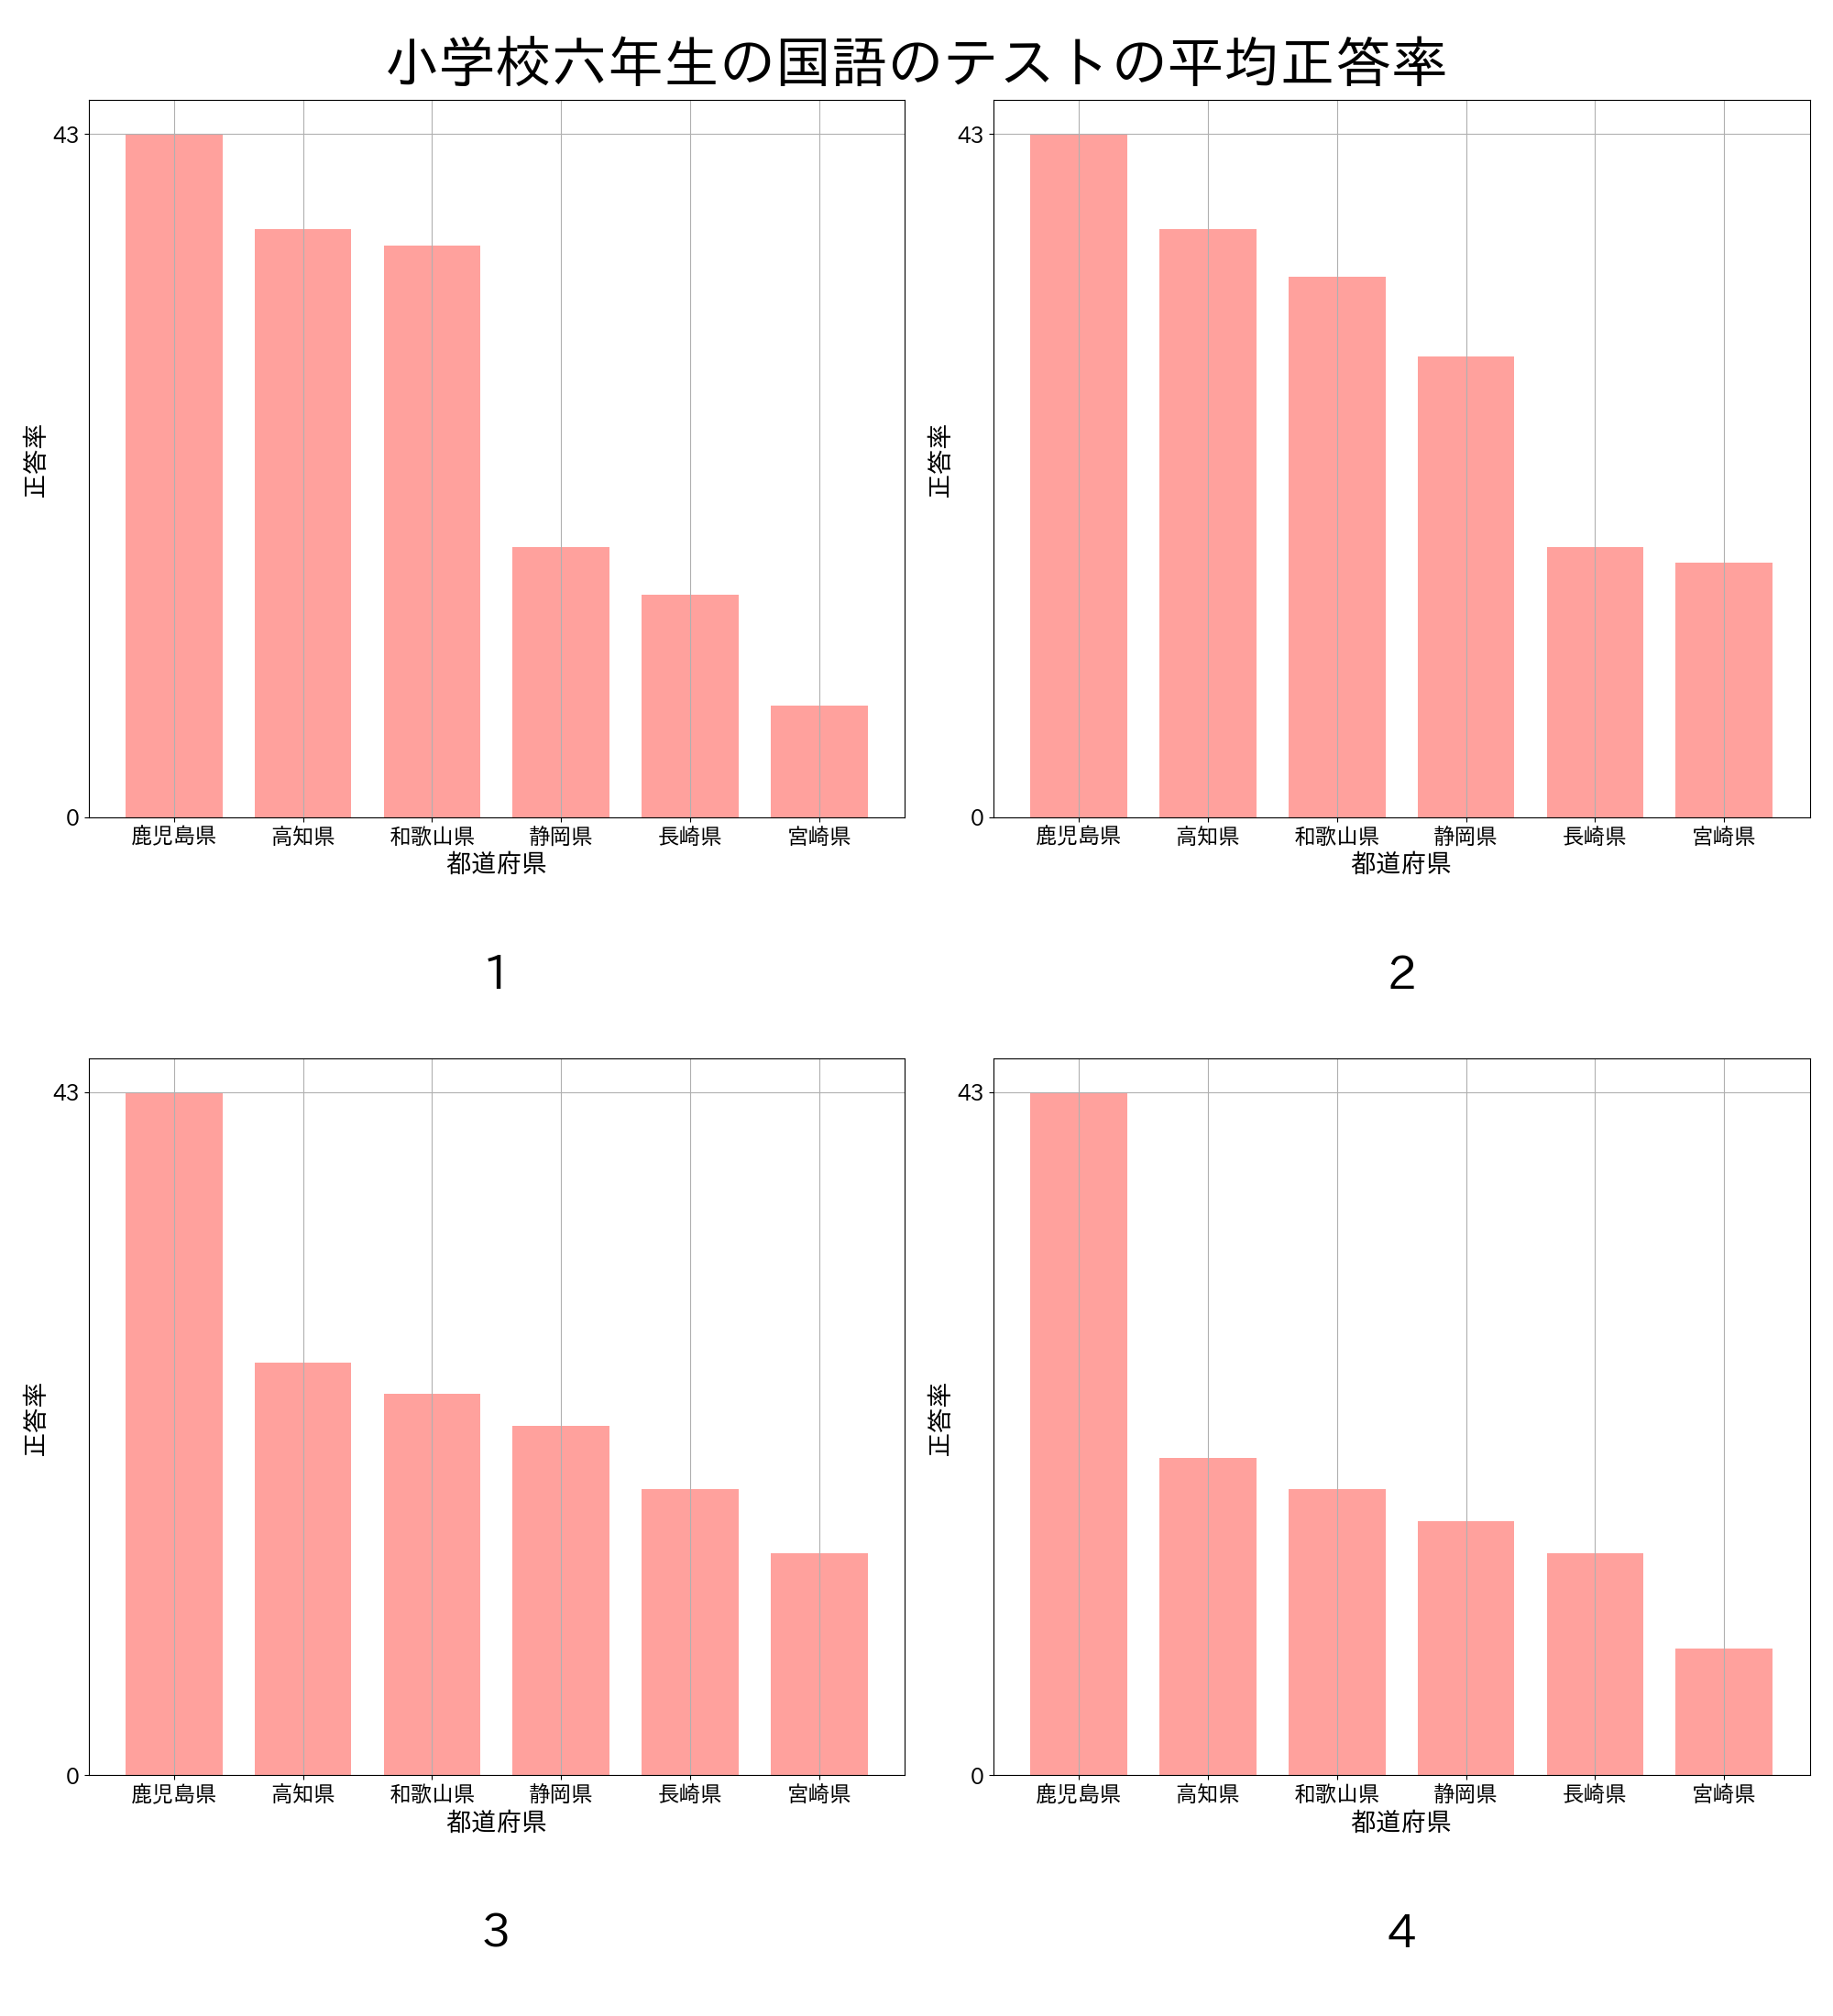 小学校六年生の国語のテストの平均正答率
43
0
正答率
鹿児島県 高知県 和歌山県 静岡県 長崎県 宮崎県
都道府県
1
43
0
正答率
鹿児島県 高知県 和歌山県 静岡県 長崎県 宮崎県
都道府県
2
43
0
正答率
鹿児島県 高知県 和歌山県 静岡県 長崎県 宮崎県
都道府県
3
43
0
正答率
鹿児島県 高知県 和歌山県 静岡県 長崎県 宮崎県
都道府県
4